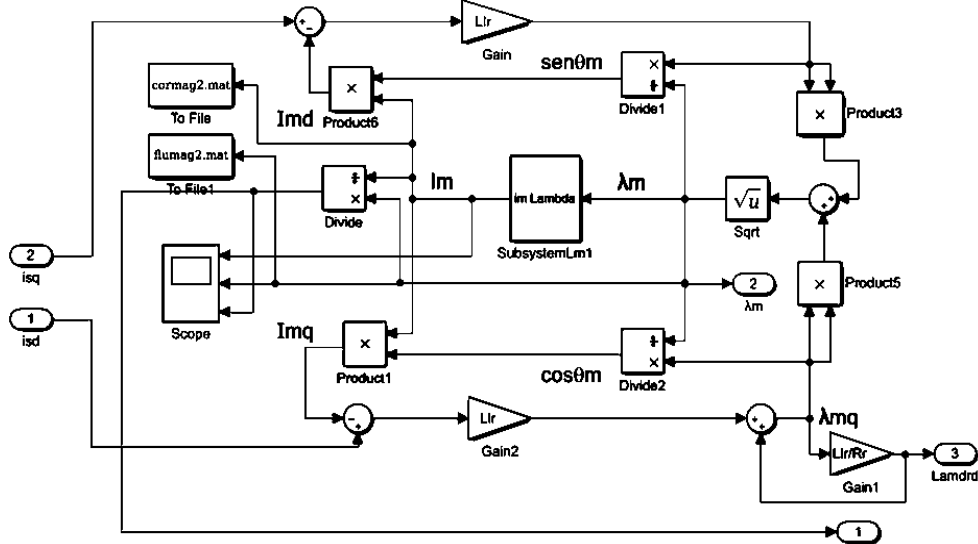 Llr
Gain
senθm
cormag2.mat
To File
Imd
Product6
Divide1
Product3
flumag2.mat
To File1
Im
Divide
im Lambda
SubsystemLm1
λm
√u
Sqrt
2
isq
Scope
2
λm
Product5
1
isd
Imq
Product1
cosθm
Divide2
Llr
Gain2
λmq
Llr/Rr
Gain1
3
Lamdrd
1